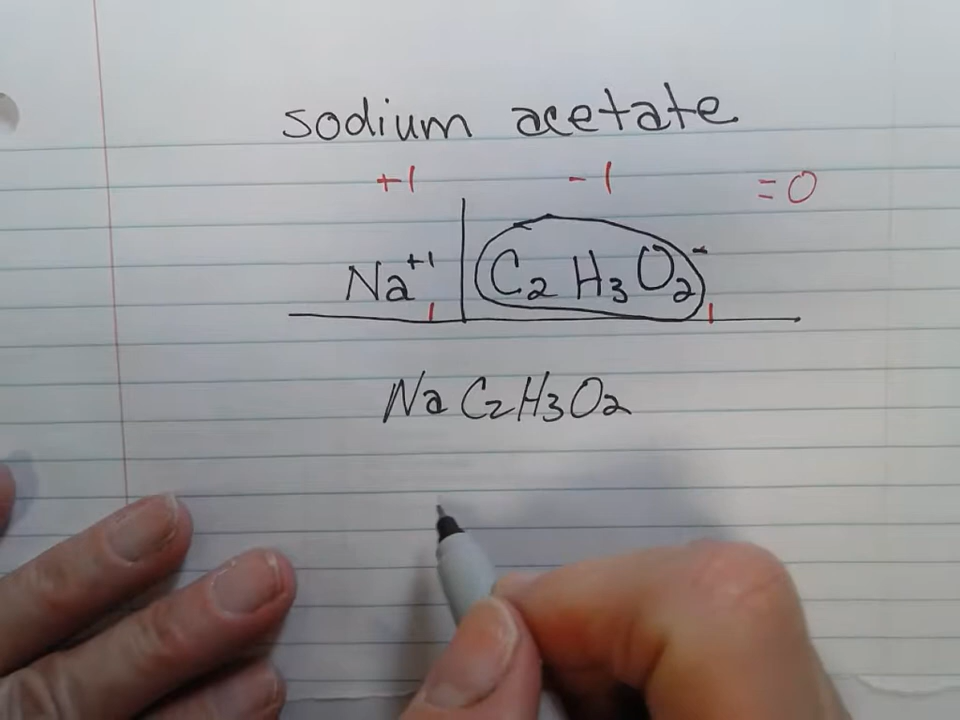 sodium acetate
+1 -1 =0
Na⁺¹ C₂H₃O₂⁻
1 1
NaC₂H₃O₂